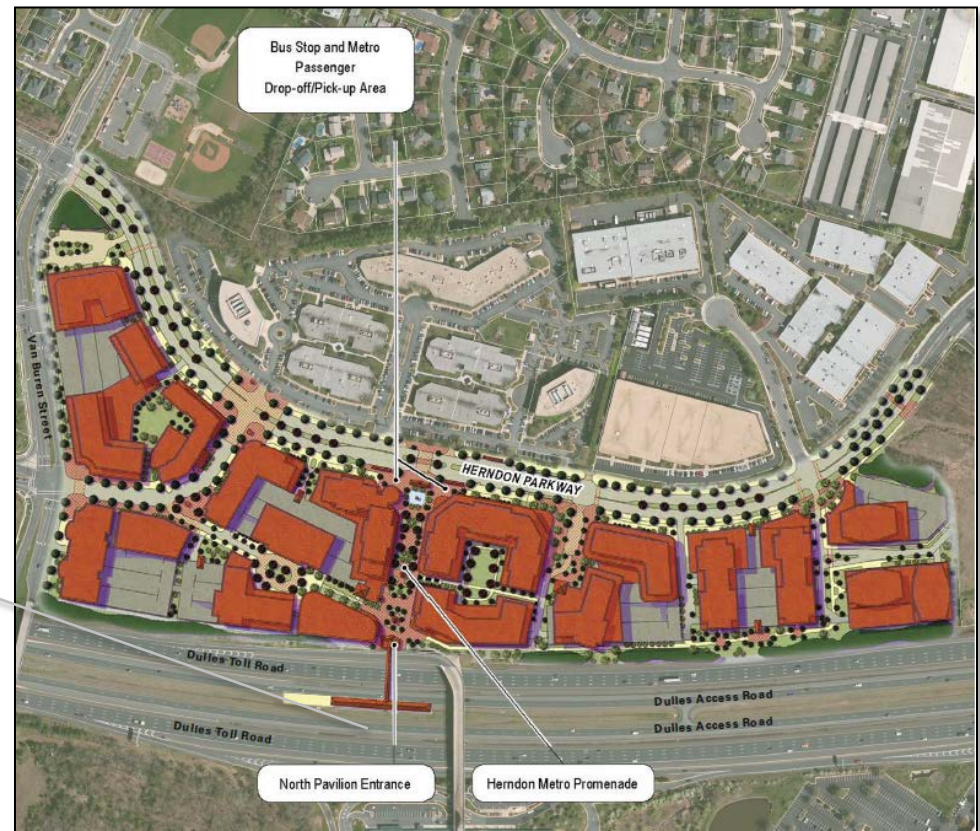 Bus Stop and Metro
Passenger
Drop-off/Pick-up Area
Van Buren Street
HERNDON PARKWAY
Dulles Toll Road
Dulles Access Road
Dulles Access Road
Dulles Toll Road
North Pavilion Entrance
Herndon Metro Promenade